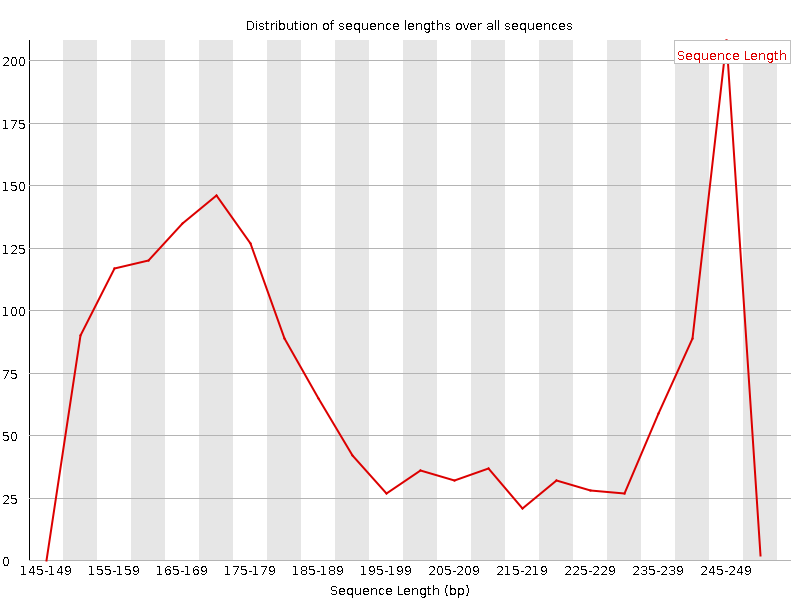 Distribution of sequence lengths over all sequences
Sequence Length
200
175
150
125
100
75
50
25
0
145-149 155-159 165-169 175-179 185-189 195-199 205-209 215-219 225-229 235-239 245-249
Sequence Length (bp)